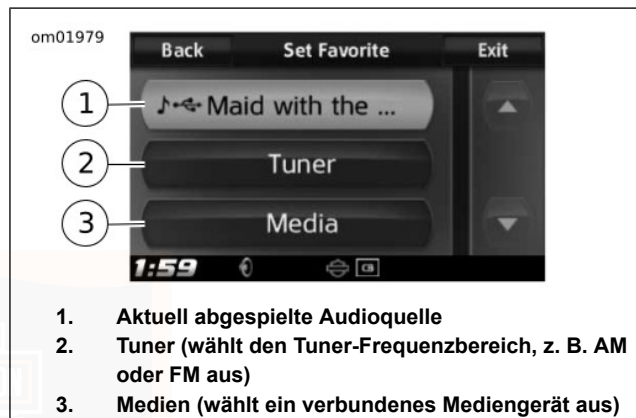 om01979
Back Set Favorite Exit
1 Maid with the ...
2 Tuner
3 Media
1:59 CB
1. Aktuell abgespielte Audioquelle
2. Tuner (wählt den Tuner-Frequenzbereich, z. B. AM
oder FM aus)
3. Medien (wählt ein verbundenes Mediengerät aus)